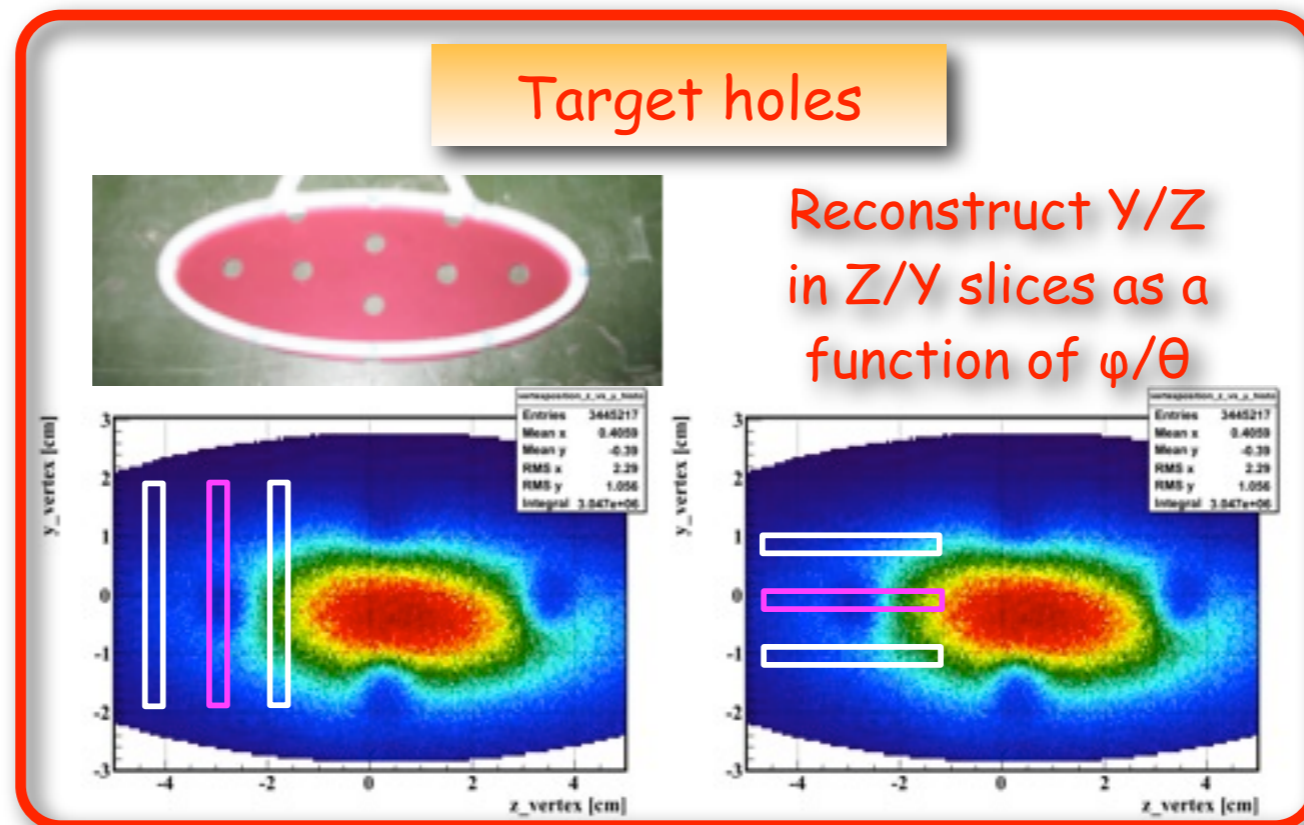 Target holes
Reconstruct Y/Z
in Z/Y slices as a
function of φ/θ
y_vertex [cm]
3
2
1
0
-1
-2
-3
-4
-2
0
2
4
z_vertex [cm]
Entries 3445217
Mean x 0.4059
Mean y -0.39
RMS x 2.29
RMS y 1.056
Integral 3.047e+06
y_vertex [cm]
3
2
1
0
-1
-2
-3
-4
-2
0
2
4
z_vertex [cm]
Entries 3445217
Mean x 0.4059
Mean y -0.39
RMS x 2.29
RMS y 1.056
Integral 3.047e+06